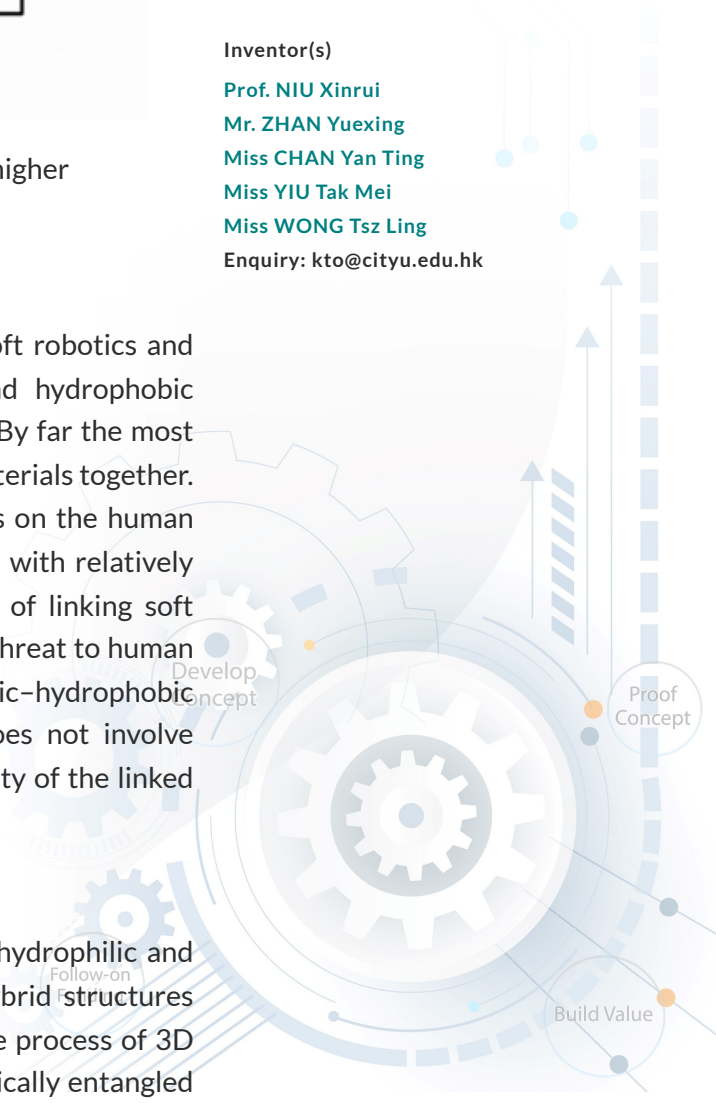 Inventor(s)
Prof. NIU Xinrui
Mr. ZHAN Yuexing
Miss CHAN Yan Ting
Miss YIU Tak Mei
Miss WONG Tsz Ling
Enquiry: kto@cityu.edu.hk
higher
oft robotics and
nd hydrophobic
By far the most
terials together.
s on the human
with relatively
of linking soft
hreat to human
ic–hydrophobic
oes not involve
ty of the linked
hydrophilic and
brid structures
e process of 3D
ically entangled
Develop
Concept
Proof
Concept
Follow-on
Build Value